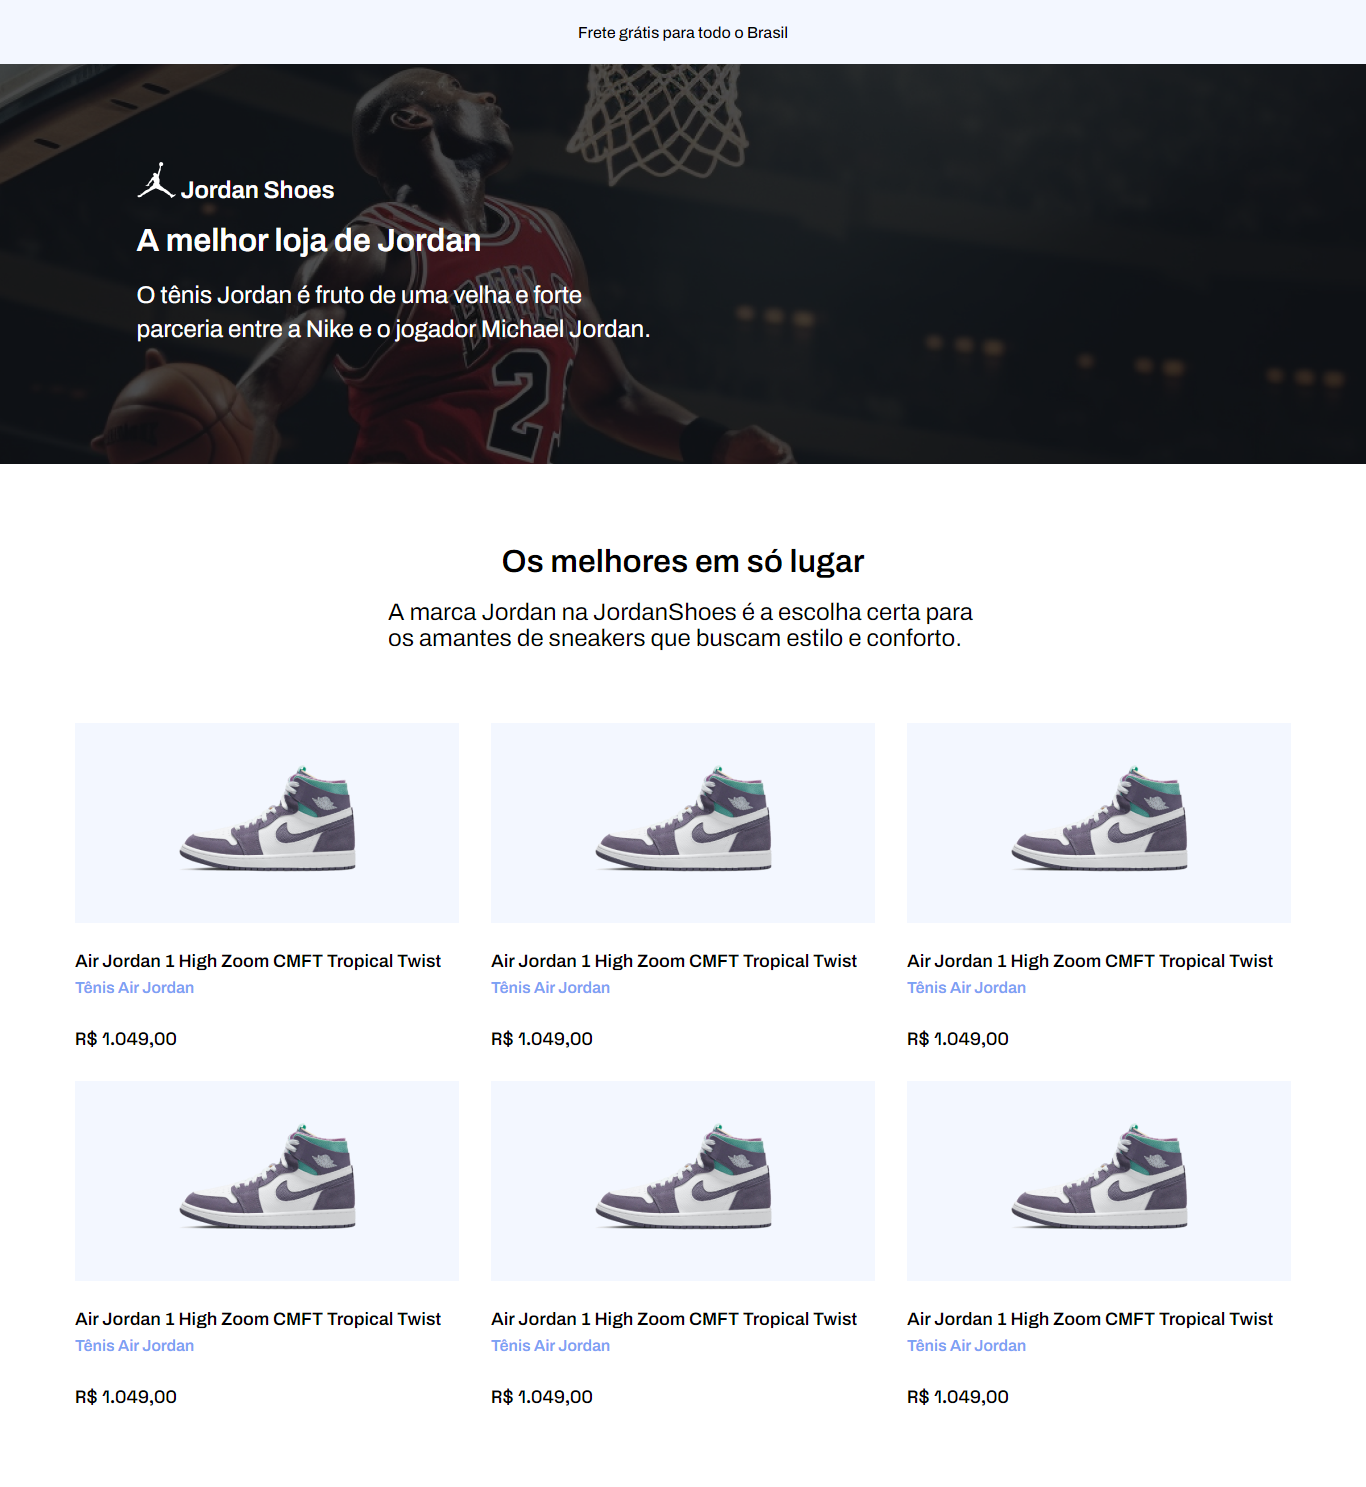 Frete grátis para todo o Brasil
Jordan Shoes
A melhor loja de Jordan
O tênis Jordan é fruto de uma velha e forte
parceria entre a Nike e o jogador Michael Jordan.
Os melhores em só lugar
A marca Jordan na JordanShoes é a escolha certa para
os amantes de sneakers que buscam estilo e conforto.
Air Jordan 1 High Zoom CMFT Tropical Twist
Tênis Air Jordan
R$ 1.049,00
Air Jordan 1 High Zoom CMFT Tropical Twist
Tênis Air Jordan
R$ 1.049,00
Air Jordan 1 High Zoom CMFT Tropical Twist
Tênis Air Jordan
R$ 1.049,00
Air Jordan 1 High Zoom CMFT Tropical Twist
Tênis Air Jordan
R$ 1.049,00
Air Jordan 1 High Zoom CMFT Tropical Twist
Tênis Air Jordan
R$ 1.049,00
Air Jordan 1 High Zoom CMFT Tropical Twist
Tênis Air Jordan
R$ 1.049,00